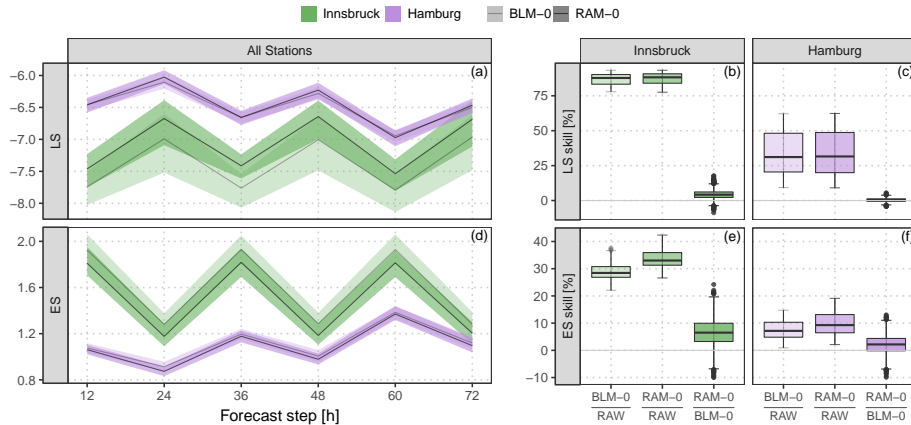 Innsbruck Hamburg BLM−0 RAM−0
All Stations
Innsbruck
Hamburg
(a)
(b)
(c)
LS
−6.0
−6.5
−7.0
−7.5
−8.0
LS skill [%]
75
50
25
0
(d)
(e)
(f)
ES
2.0
1.6
1.2
0.8
ES skill [%]
40
30
20
10
0
−10
12 24 36 48 60 72
Forecast step [h]
BLM−0 RAM−0 RAM−0 BLM−0 RAM−0 RAM−0
RAW RAW BLM−0 RAW RAW BLM−0